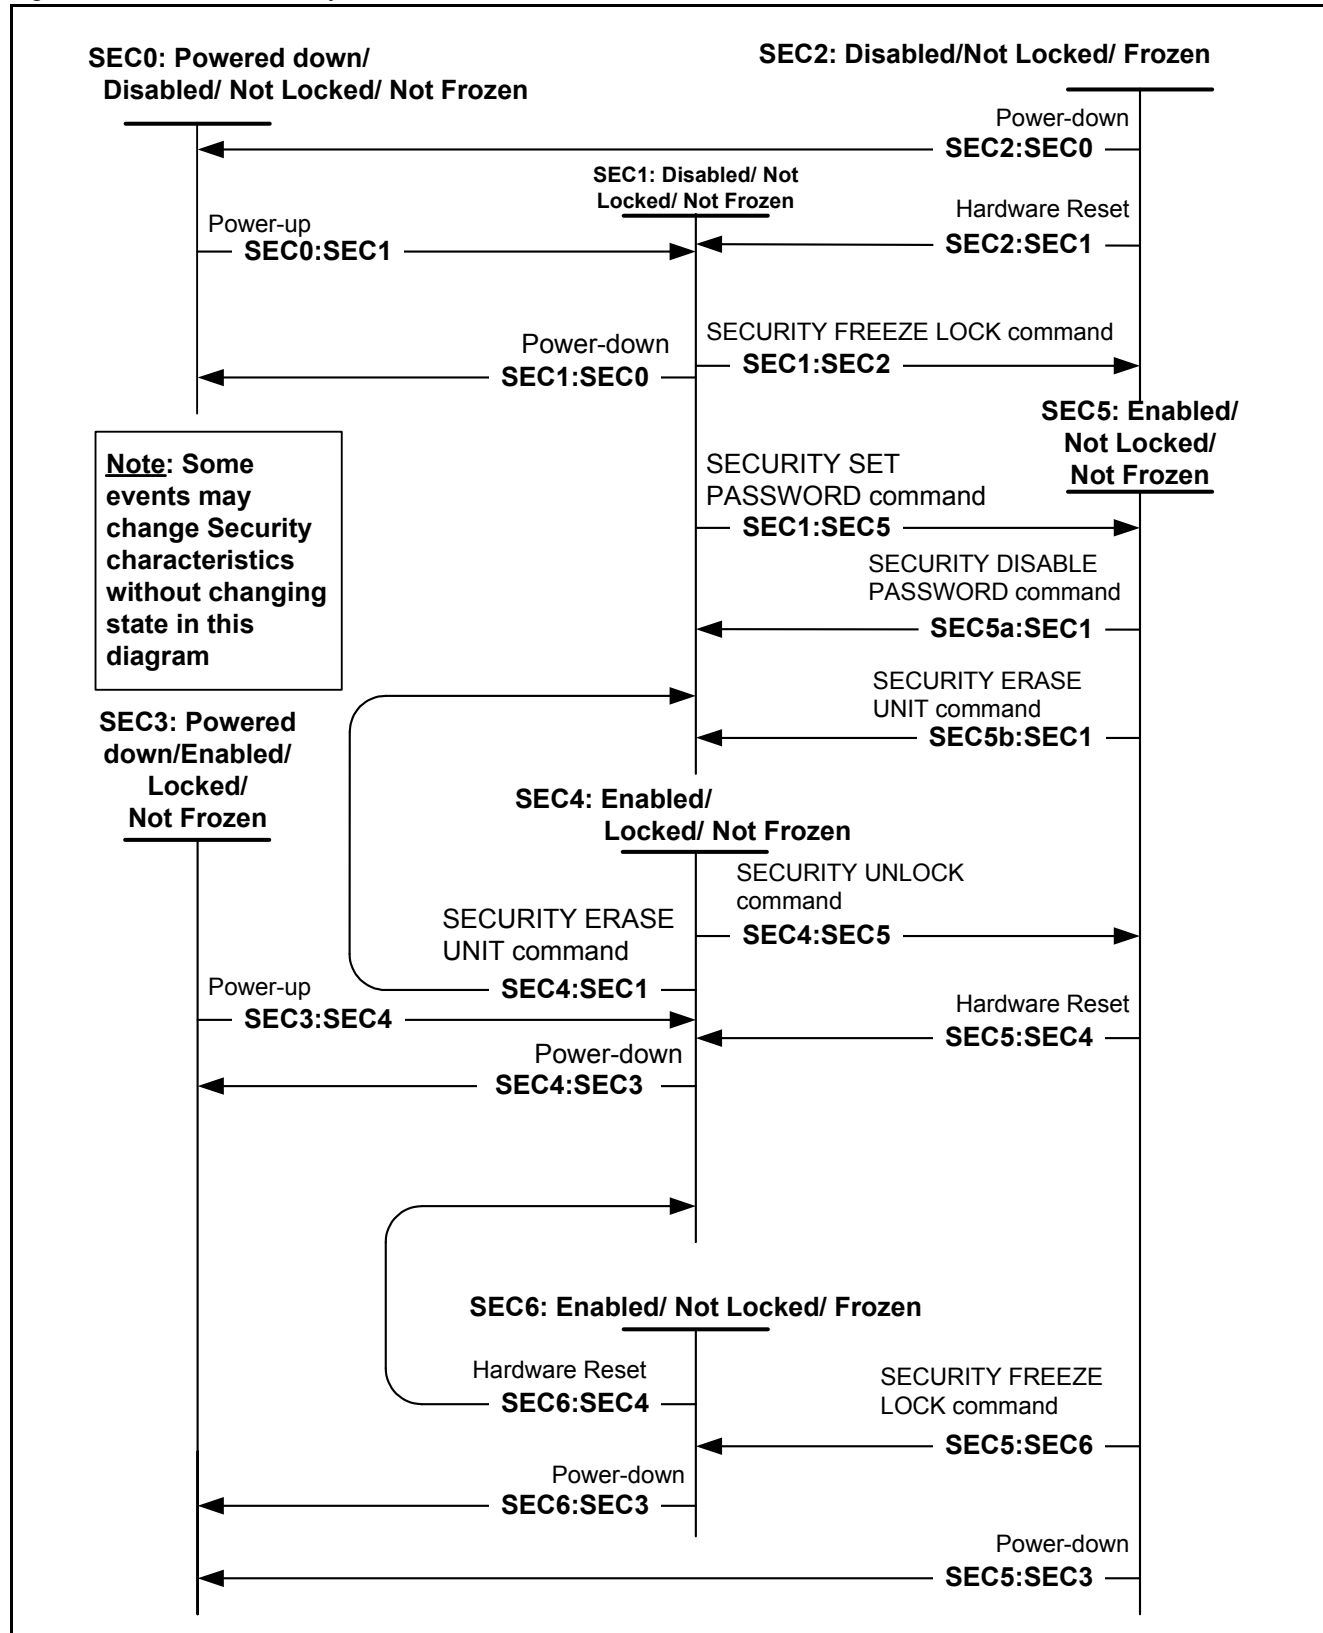 SEC0: Powered down/
Disabled/ Not Locked/ Not Frozen
SEC2: Disabled/Not Locked/ Frozen
Power-down
SEC2:SEC0
SEC1: Disabled/ Not
Locked/ Not Frozen
Hardware Reset
SEC2:SEC1
Power-up
SEC0:SEC1
SECURITY FREEZE LOCK command
SEC1:SEC2
Power-down
SEC1:SEC0
SEC5: Enabled/
Not Locked/
Not Frozen
Note: Some
events may
change Security
characteristics
without changing
state in this
diagram
SECURITY SET
PASSWORD command
SEC1:SEC5
SECURITY DISABLE
PASSWORD command
SEC5a:SEC1
SECURITY ERASE
UNIT command
SEC5b:SEC1
SEC3: Powered
down/Enabled/
Locked/
Not Frozen
SEC4: Enabled/
Locked/ Not Frozen
SECURITY UNLOCK
command
SEC4:SEC5
SECURITY ERASE
UNIT command
SEC4:SEC1
Power-up
SEC3:SEC4
Hardware Reset
SEC5:SEC4
Power-down
SEC4:SEC3
SEC6: Enabled/ Not Locked/ Frozen
Hardware Reset
SEC6:SEC4
SECURITY FREEZE
LOCK command
SEC5:SEC6
Power-down
SEC6:SEC3
Power-down
SEC5:SEC3